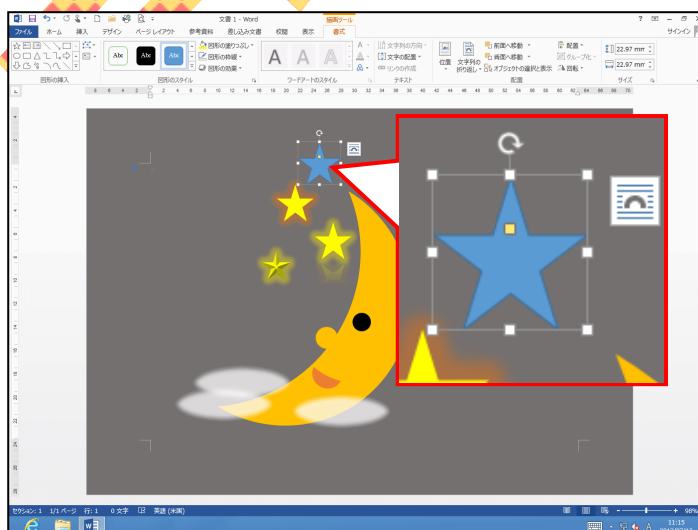 文書 1 - Word
描画ツール
ファイル ホーム 挿入 デザイン ページ レイアウト 参考資料 差し込み文書 校閲 表示 書式
サインイン
Abc Abc Abc
図形の塗りつぶし
図形の枠線
図形の効果
A A A
文字列の方向
文字の配置
リンクの作成
位置 文字列の折り返し
前面へ移動
背面へ移動
オブジェクトの選択と表示
配置
グループ化
回転
22.97 mm
22.97 mm
図形の挿入 図形のスタイル ワードアートのスタイル テキスト 配置 サイズ
セクション: 1 1/1 ページ 行: 1 0 文字 英語 (米国)
98%
A 11:15